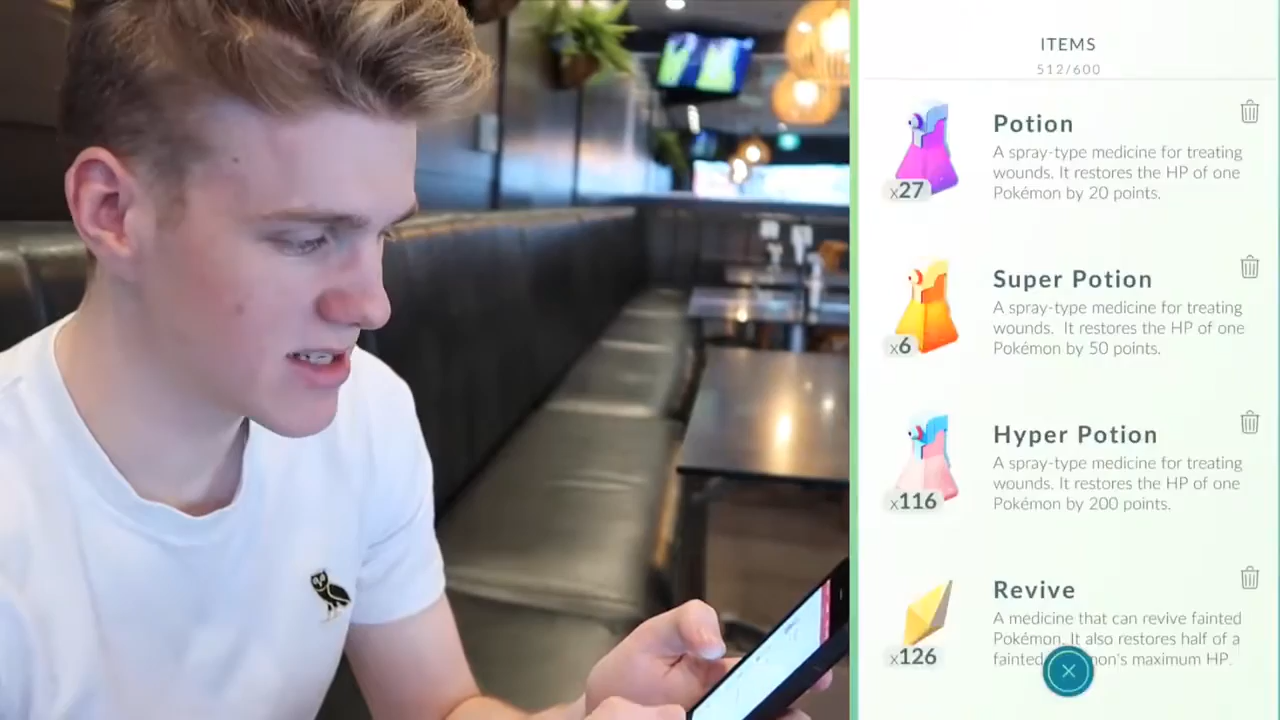 ITEMS
512/600
Potion
A spray-type medicine for treating
wounds. It restores the HP of one
Pokémon by 20 points.
x27
Super Potion
A spray-type medicine for treating
wounds. It restores the HP of one
Pokémon by 50 points.
x6
Hyper Potion
A spray-type medicine for treating
wounds. It restores the HP of one
Pokémon by 200 points.
x116
Revive
A medicine that can revive fainted
Pokémon. It also restores half of a
fainted mon's maximum HP.
x126